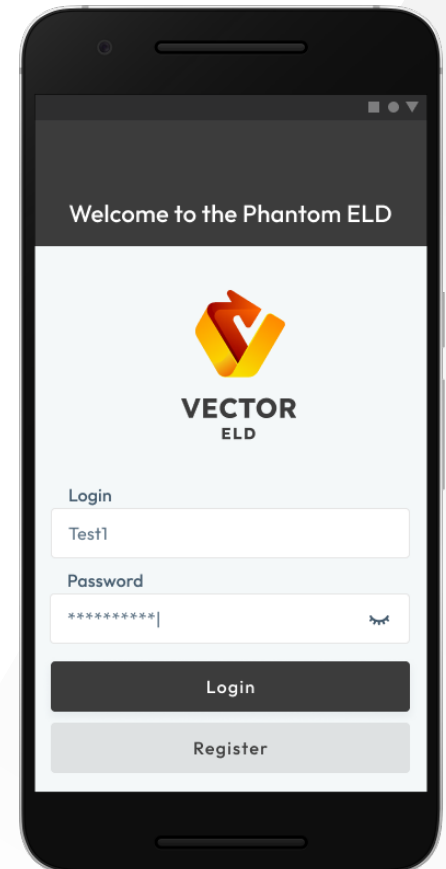 Welcome to the Phantom ELD
VECTOR
ELD
Login
Test1
Password
**********|
Login
Register